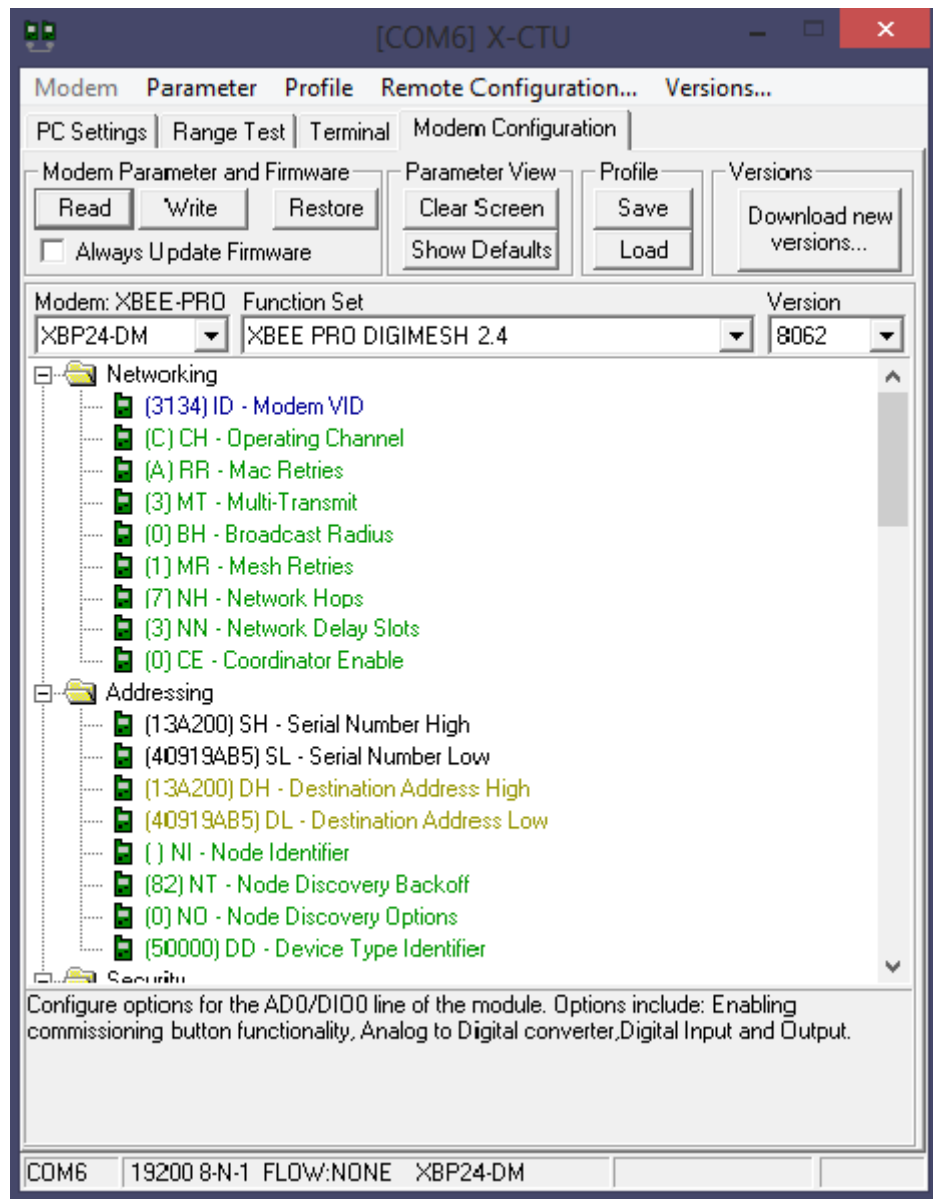 [COM6] X-CTU
Modem Parameter Profile Remote Configuration... Versions...
PC Settings Range Test Terminal Modem Configuration
Modem Parameter and Firmware Parameter View Profile Versions
Read Write Restore Clear Screen Save Download new versions...
Always Update Firmware Show Defaults Load
Modem: XBEE-PRO Function Set Version
XBP24-DM XBEE PRO DIGIMESH 2.4 8062
Networking
(3134) ID - Modem VID
(C) CH - Operating Channel
(A) RR - Mac Retries
(3) MT - Multi-Transmit
(0) BH - Broadcast Radius
(1) MR - Mesh Retries
(7) NH - Network Hops
(3) NN - Network Delay Slots
(0) CE - Coordinator Enable
Addressing
(13A200) SH - Serial Number High
(40919AB5) SL - Serial Number Low
(13A200) DH - Destination Address High
(40919AB5) DL - Destination Address Low
( ) NI - Node Identifier
(82) NT - Node Discovery Backoff
(0) NO - Node Discovery Options
(50000) DD - Device Type Identifier
Security
Configure options for the AD0/DIO0 line of the module. Options include: Enabling
commissioning button functionality, Analog to Digital converter,Digital Input and Output.
COM6 19200 8-N-1 FLOW:NONE XBP24-DM